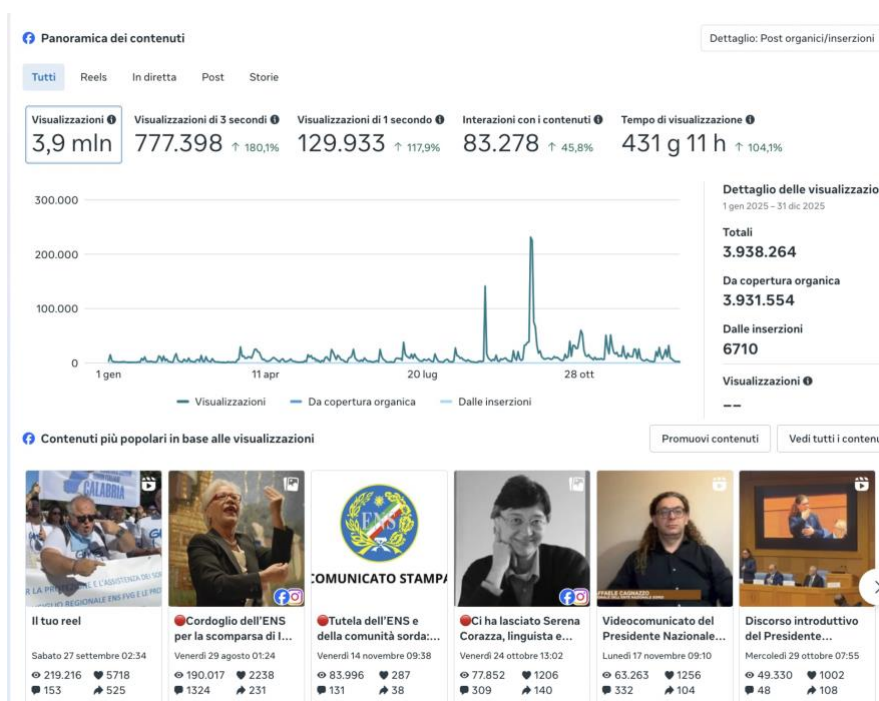 Panoramica dei contenuti
Dettaglio: Post organici/inserzioni
Tutti Reels In diretta Post Storie
Visualizzazioni Visualizzazioni di 3 secondi Visualizzazioni di 1 secondo Interazioni con i contenuti Tempo di visualizzazione
3,9 mln 777.398 ↑ 180,1% 129.933 ↑ 117,9% 83.278 ↑ 45,8% 431 g 11 h ↑ 104,1%
300.000
200.000
100.000
0
1 gen 11 apr 20 lug 28 ott
Visualizzazioni Da copertura organica Dalle inserzioni
Dettaglio delle visualizzazio
1 gen 2025 – 31 dic 2025
Totali
3.938.264
Da copertura organica
3.931.554
Dalle inserzioni
6710
Visualizzazioni
--
Contenuti più popolari in base alle visualizzazioni
Promuovi contenuti
Vedi tutti i contenu
CALABRIA
ENS
COMUNICATO STAMPA
Il tuo reel
Sabato 27 settembre 02:34
219.216 5718
153 525
Cordoglio dell'ENS
per la scomparsa di I...
Venerdì 29 agosto 01:24
190.017 2238
1324 231
Tutela dell'ENS e
della comunità sorda:...
Venerdì 14 novembre 09:38
83.996 287
131 38
Ci ha lasciato Serena
Corazza, linguista e...
Venerdì 24 ottobre 13:02
77.852 1206
309 140
Videocomunicato del
Presidente Nazionale...
Lunedì 17 novembre 09:10
63.263 1256
332 104
Discorso introduttivo
del Presidente...
Mercoledì 29 ottobre 07:55
49.330 1002
48 108